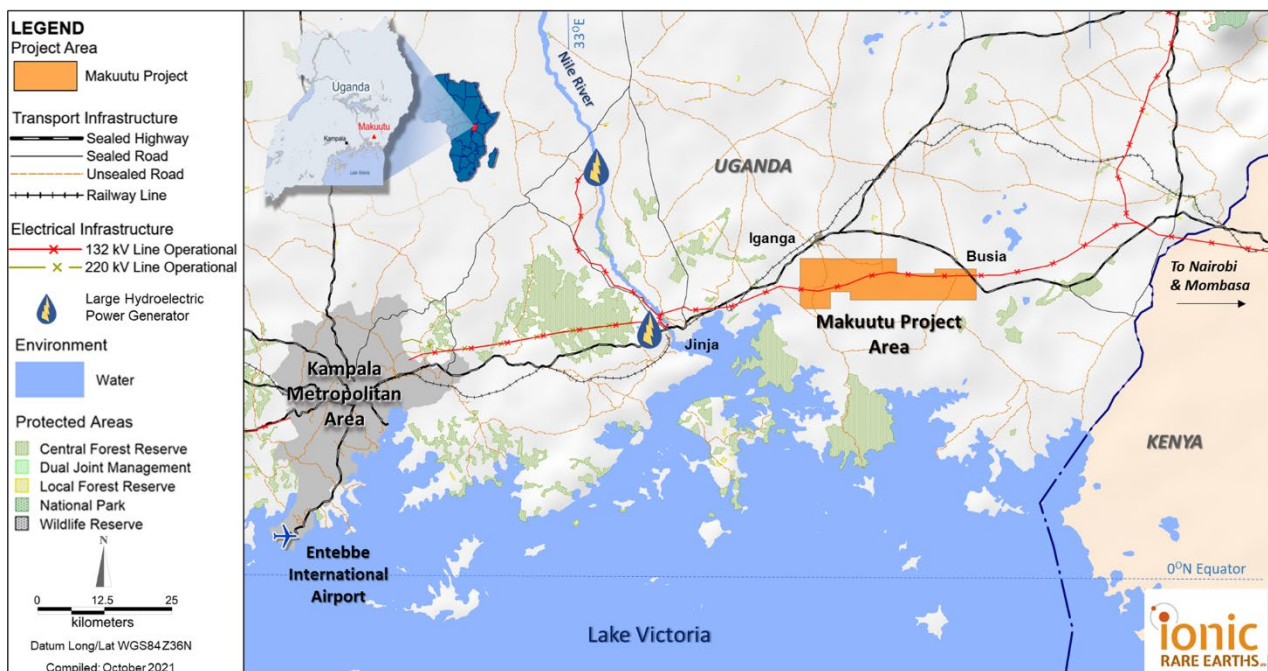 LEGEND
Project Area
Makuutu Project
Transport Infrastructure
Sealed Highway
Sealed Road
Unsealed Road
Railway Line
Electrical Infrastructure
132 kV Line Operational
220 kV Line Operational
Large Hydroelectric
Power Generator
Environment
Water
Protected Areas
Central Forest Reserve
Dual Joint Management
Local Forest Reserve
National Park
Wildlife Reserve
N
0 12.5 25
kilometers
Datum Long/Lat WGS84Z36N
Compiled: October 2021
Uganda
Kampala
Makuutu
33°E
Nile River
UGANDA
Iganga
Busia
To Nairobi
& Mombasa
Makuutu Project
Area
Jinja
Kampala
Metropolitan
Area
KENYA
Entebbe
International
Airport
0°N Equator
Lake Victoria
ionic
RARE EARTHS